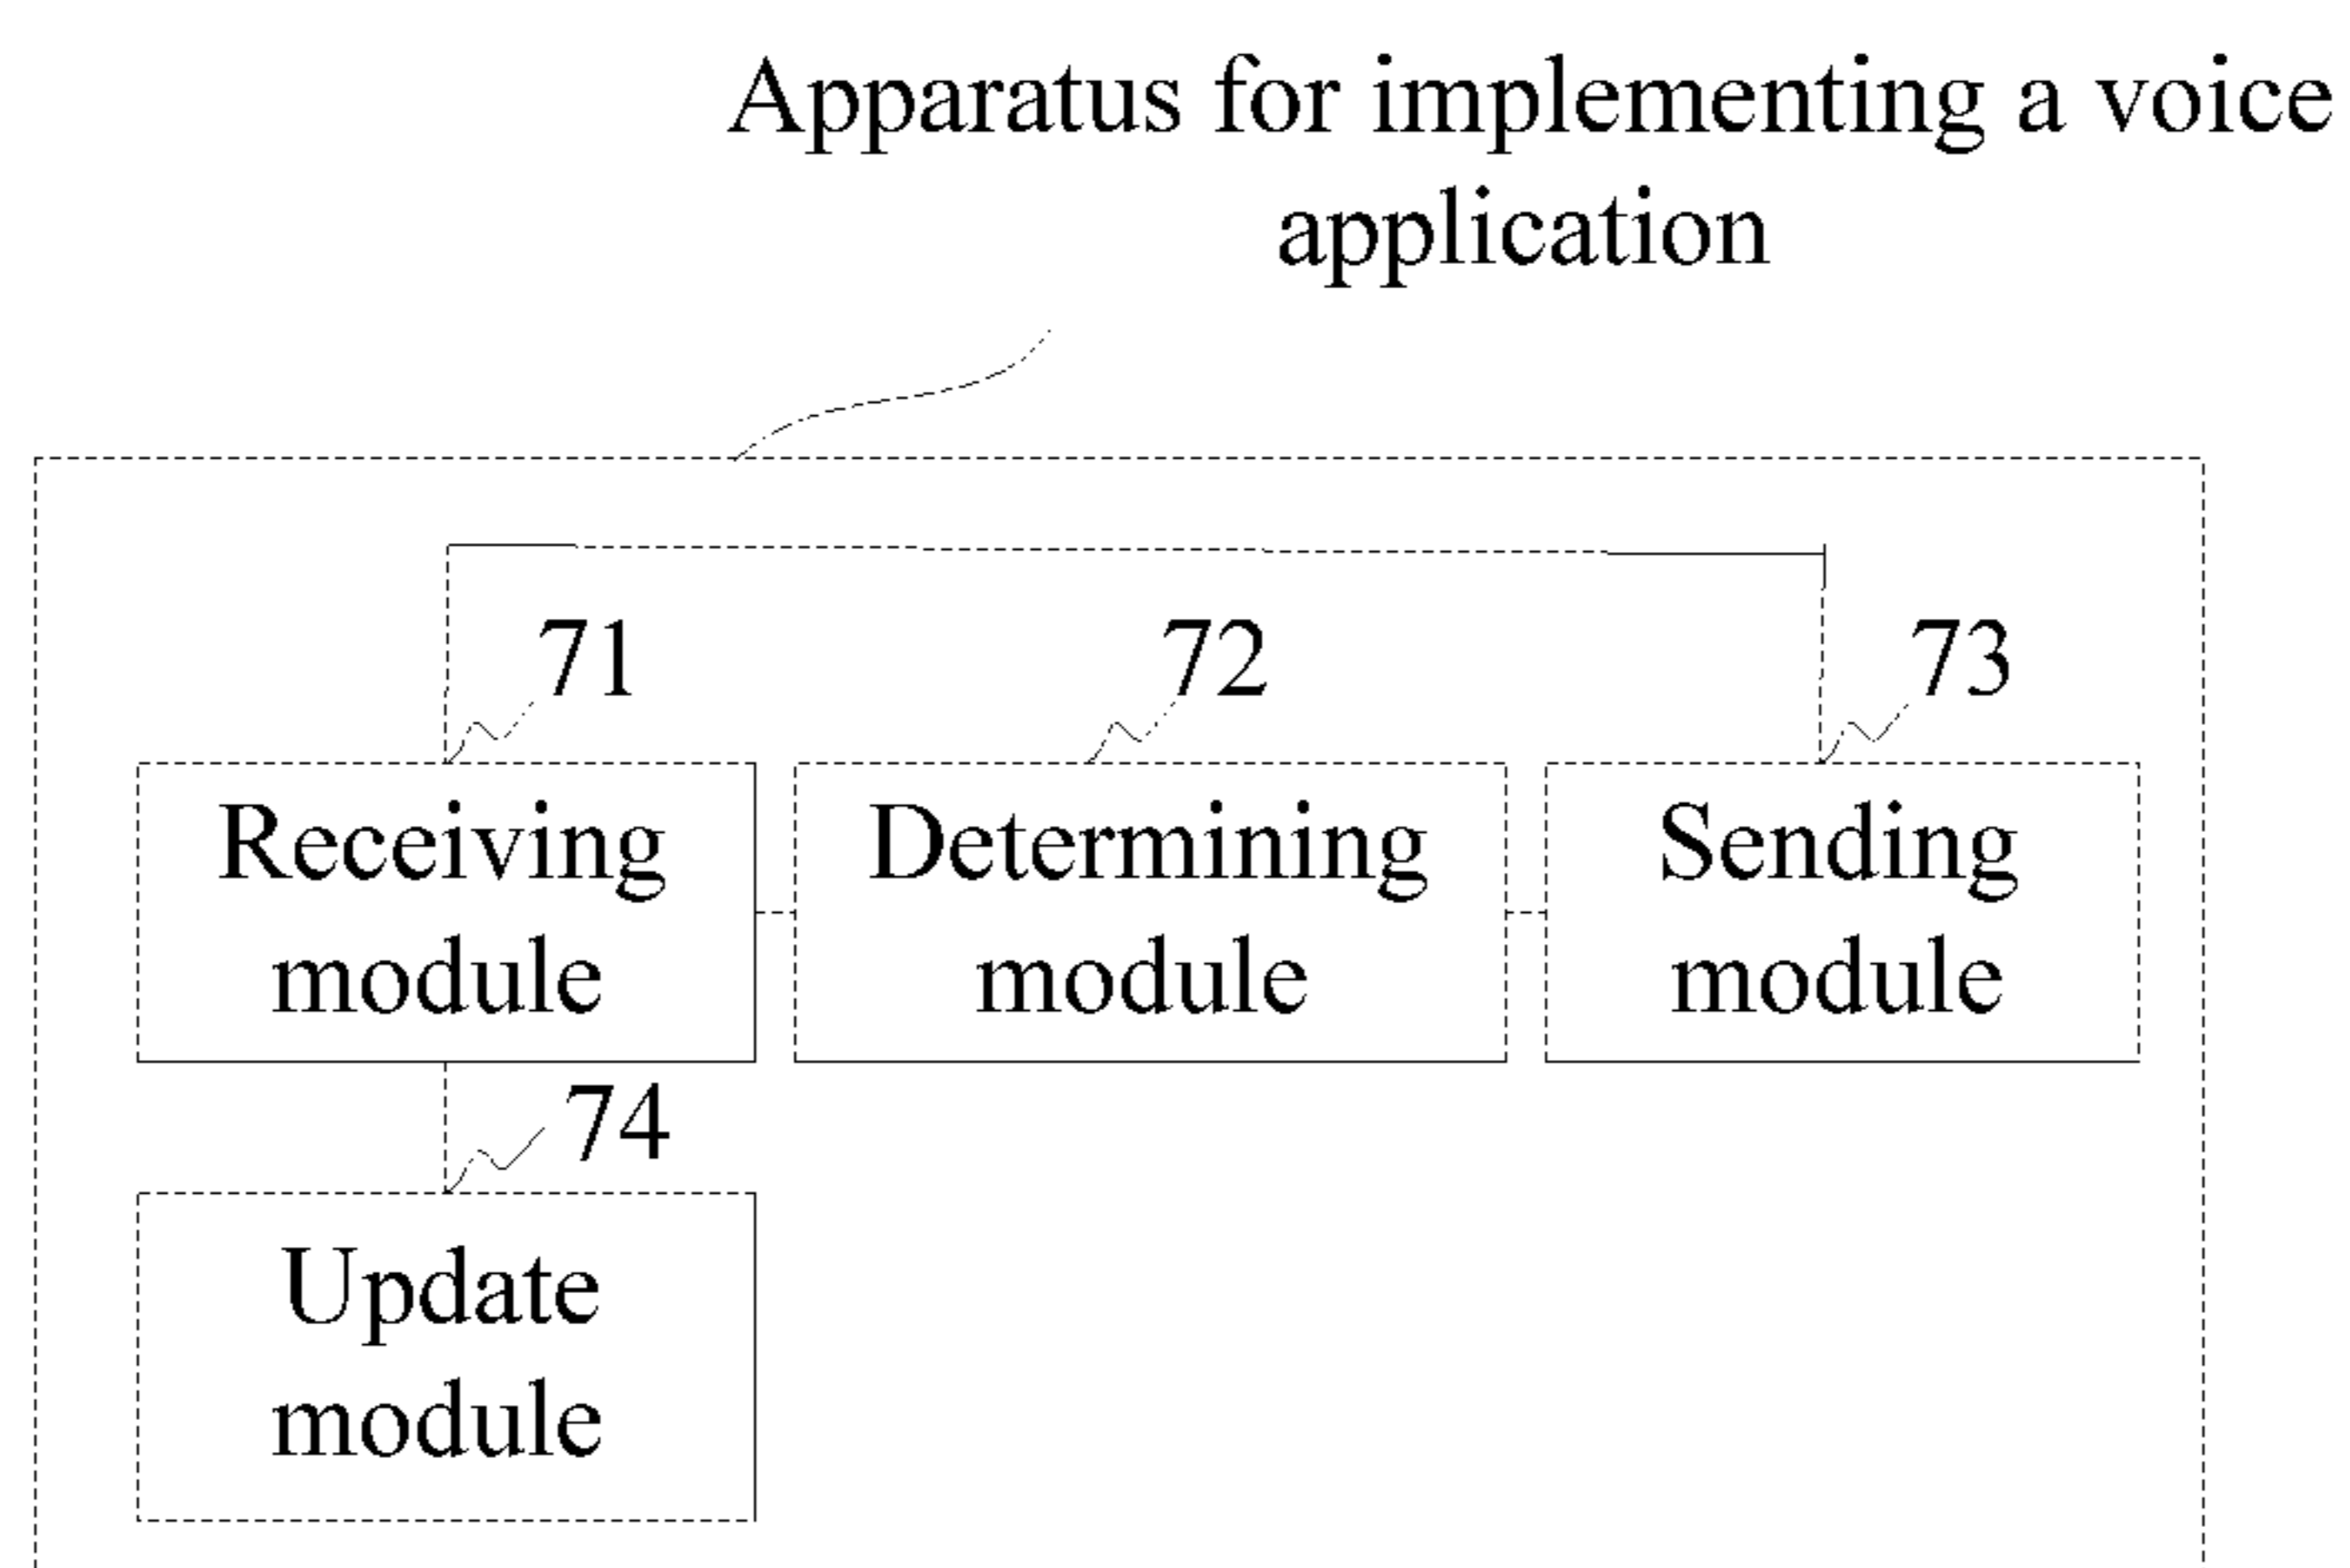 Apparatus for implementing a voice
application
71
72
73
Receiving
module
Determining
module
Sending
module
74
Update
module